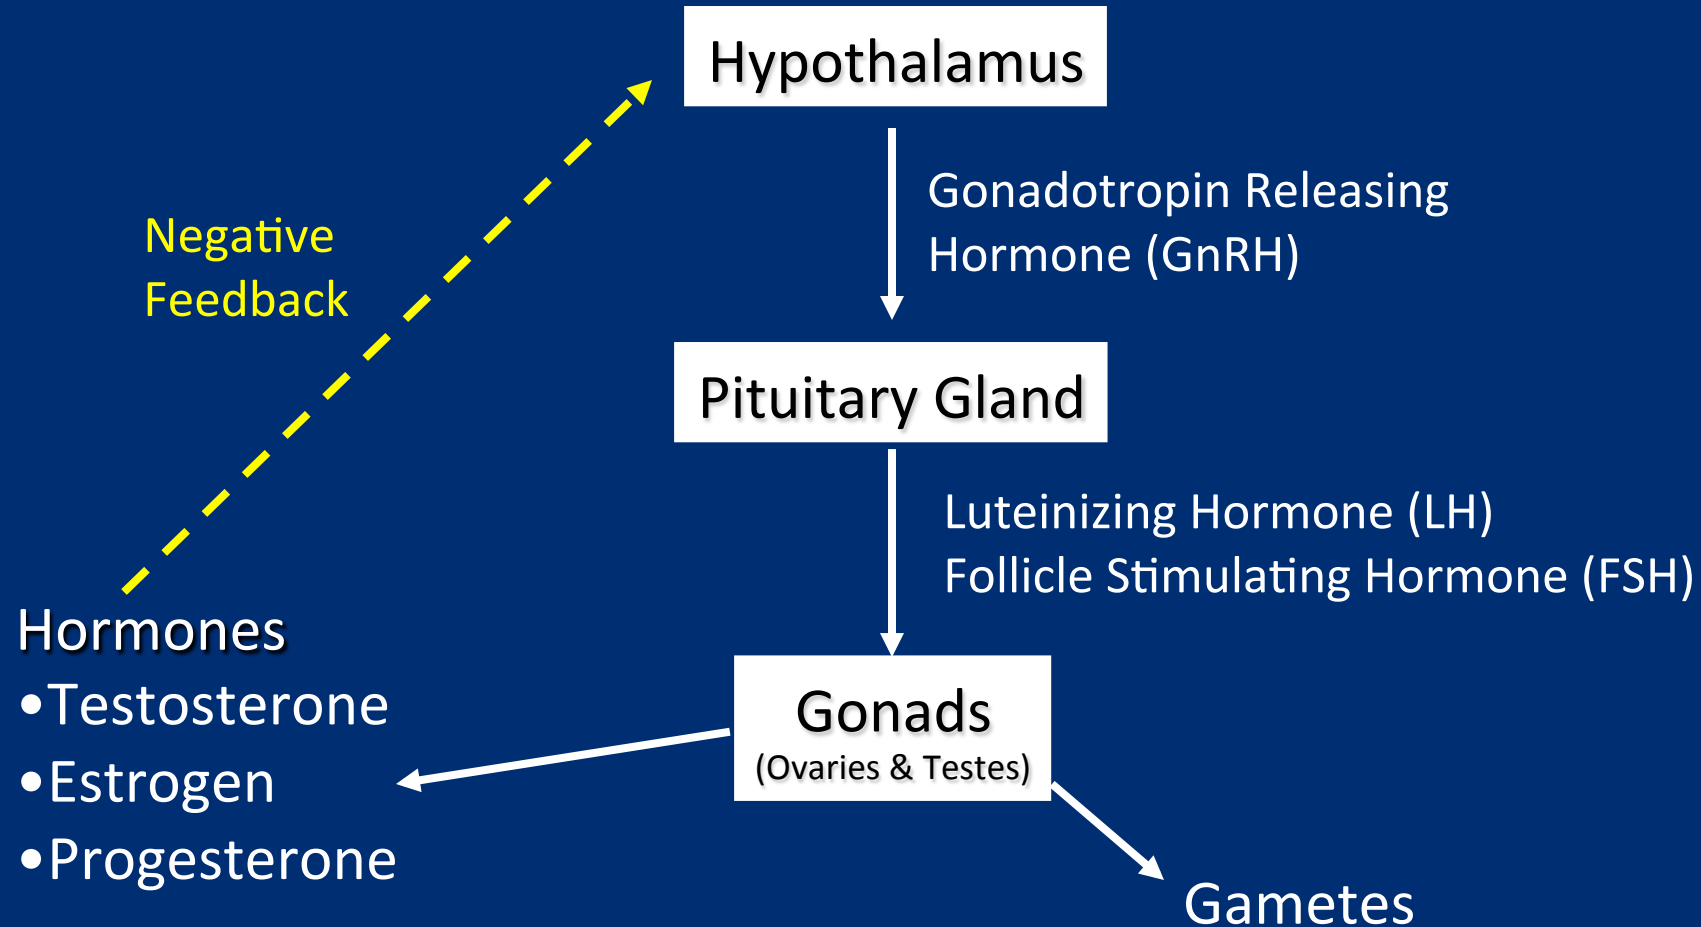 Hypothalamus
Gonadotropin Releasing
Hormone (GnRH)
Negative
Feedback
Pituitary Gland
Luteinizing Hormone (LH)
Follicle Stimulating Hormone (FSH)
Hormones
•Testosterone
•Estrogen
•Progesterone
Gonads
(Ovaries & Testes)
Gametes